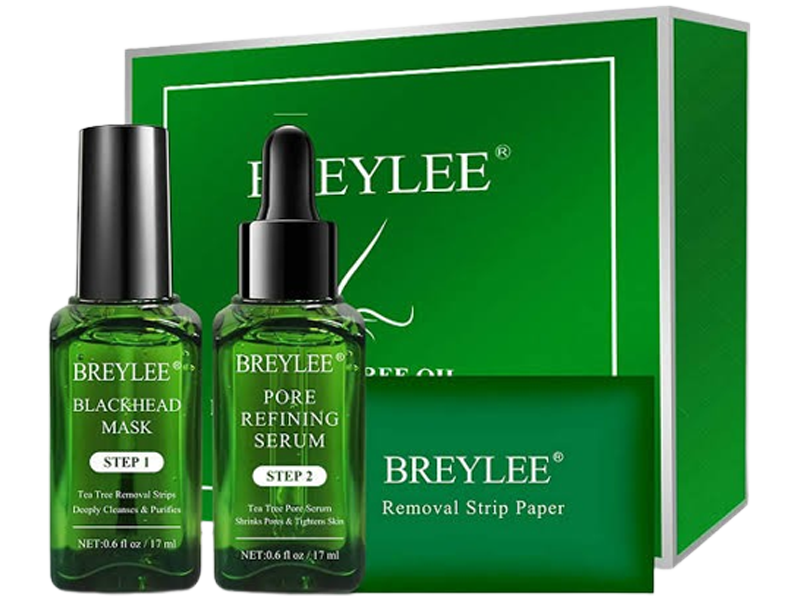 BREYLEE®
OIL
BREYLEE®
BLACKHEAD
MASK
STEP 1
Tea Tree Removal Strips
Deeply Cleanses & Purifies
NET:0.6 fl oz / 17 ml
BREYLEE®
PORE
REFINING
SERUM
STEP 2
Tea Tree Pore Serum
Shrinks Pores & Tightens Skin
NET:0.6 fl oz / 17 ml
BREYLEE®
Removal Strip Paper